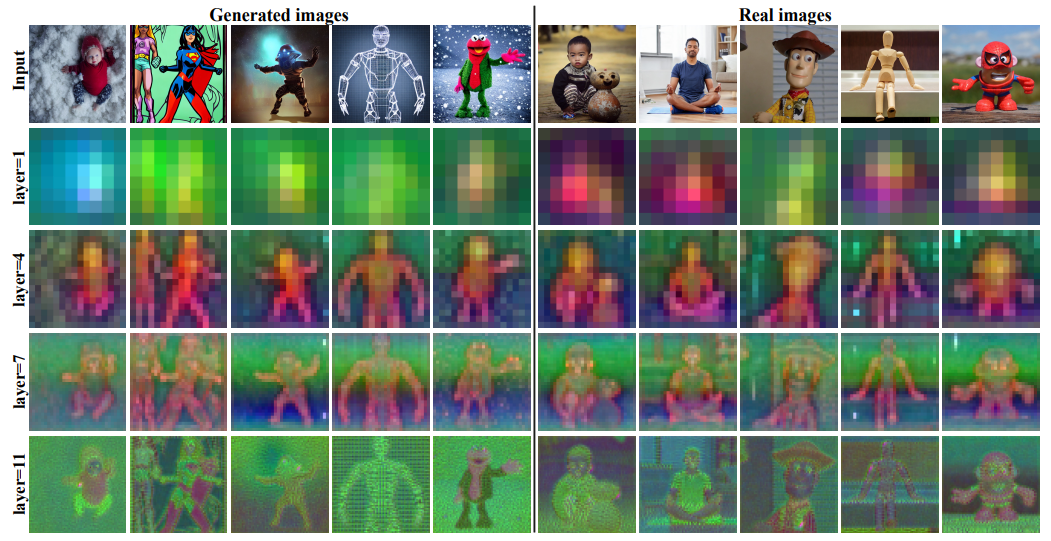 Generated images
Real images
Input
layer=1
layer=4
layer=7
layer=11